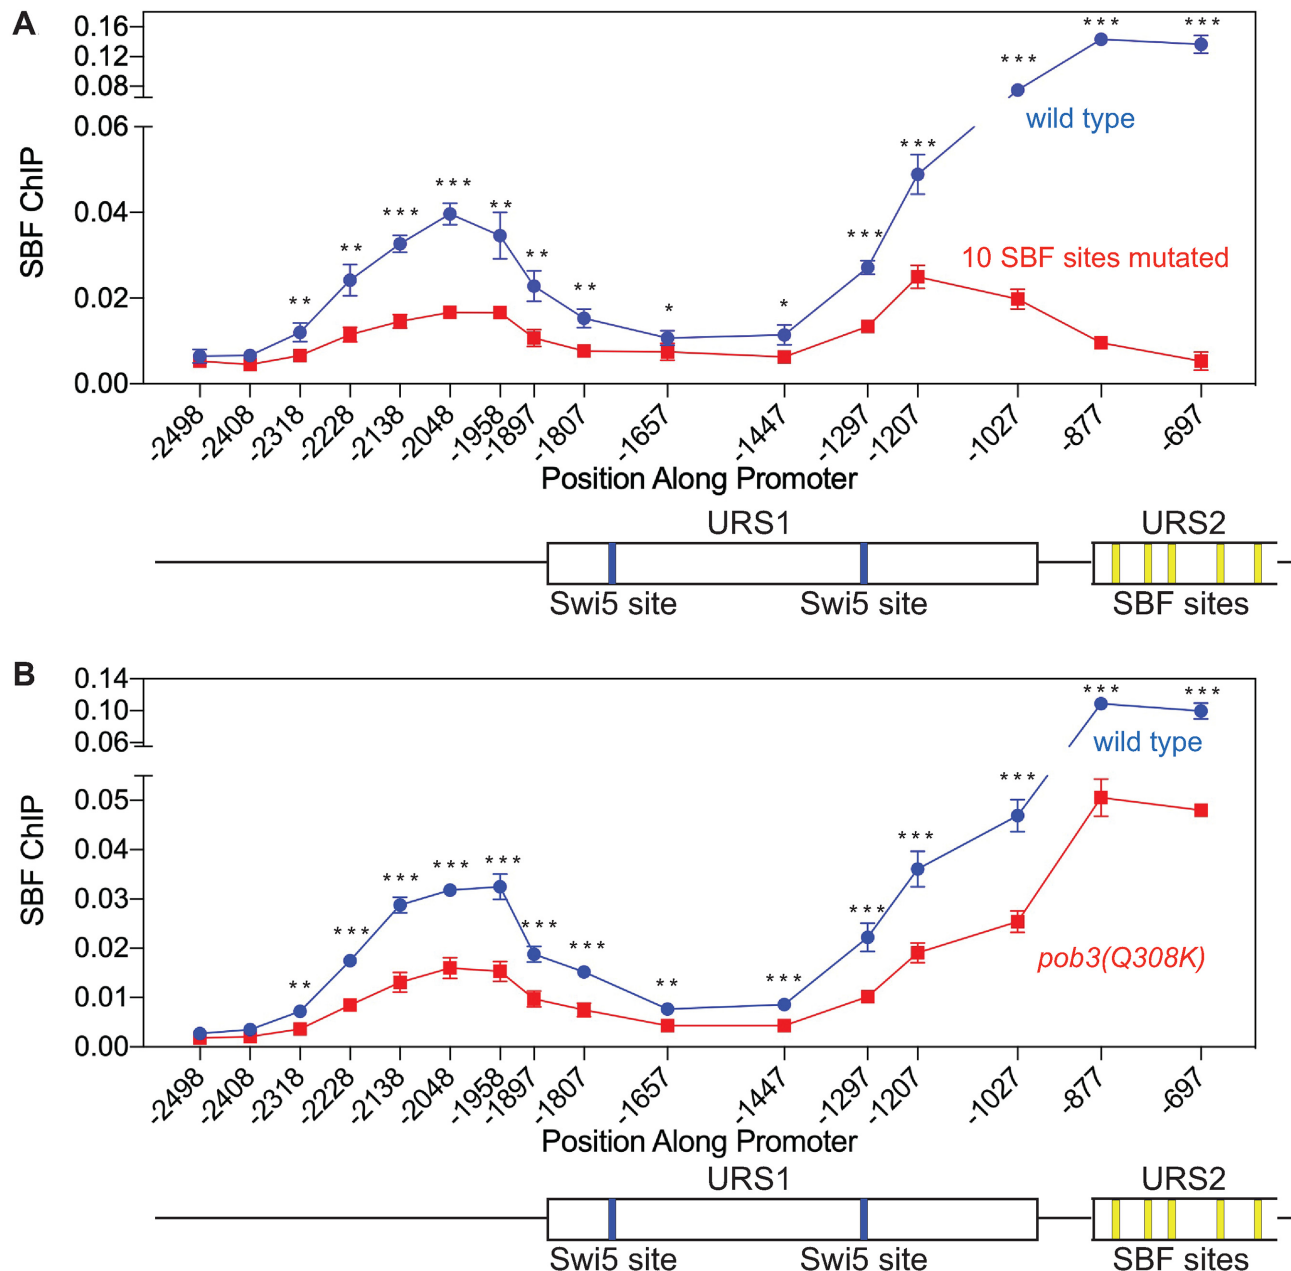 A
0.16
0.12
0.08
0.06
0.04
0.02
0.00
SBF ChIP
*** *** ***
wild type
***
** *** *** ** ** ** * * ***
10 SBF sites mutated
-2498 -2408 -2318 -2228 -2138 -2048 -1958 -1897 -1807 -1657 -1447 -1297 -1207 -1027 -877 -697
Position Along Promoter
URS1 URS2
Swi5 site Swi5 site SBF sites
B
0.14
0.10
0.06
0.05
0.04
0.03
0.02
0.01
0.00
SBF ChIP
*** ***
wild type
***
** *** *** *** *** *** *** ** *** *** ***
pob3(Q308K)
-2498 -2408 -2318 -2228 -2138 -2048 -1958 -1897 -1807 -1657 -1447 -1297 -1207 -1027 -877 -697
Position Along Promoter
URS1 URS2
Swi5 site Swi5 site SBF sites